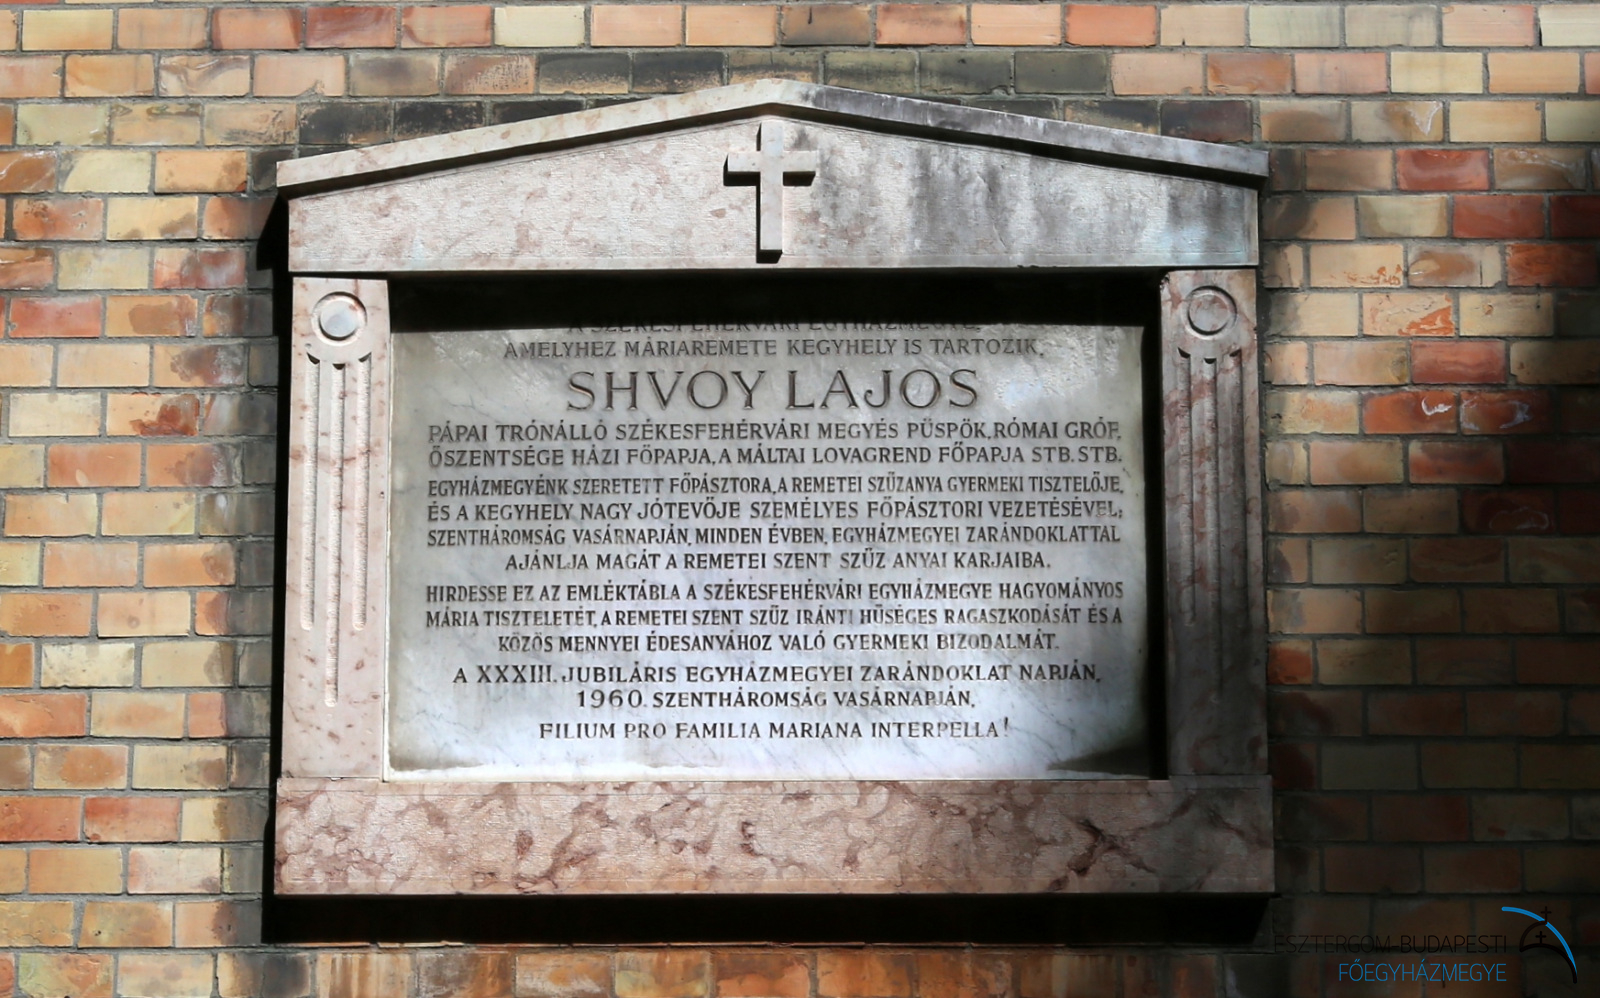 A SZÉKESFEHÉRVÁRI EGYHÁZMEGYE,
AMELYHEZ MÁRIAREMETE KEGYHELY IS TARTOZIK,
SHVOY LAJOS
PÁPAI TRÓNÁLLÓ SZÉKESFEHÉRVÁRI MEGYÉS PÜSPÖK, RÓMAI GRÓF,
ŐSZENTSÉGE HÁZI FŐPAPJA, A MÁLTAI LOVAGREND FŐPAPJA STB. STB.
EGYHÁZMEGYÉNK SZERETETT FŐPÁSZTORA, A REMETEI SZŰZANYA GYERMEKI TISZTELŐJE,
ÉS A KEGYHELY NAGY JÓTEVŐJE SZEMÉLYES FŐPÁSZTORI VEZETÉSÉVEL;
SZENTHÁROMSÁG VASÁRNAPJÁN, MINDEN ÉVBEN, EGYHÁZMEGYEI ZARÁNDOKLATTAL
AJÁNLJA MAGÁT A REMETEI SZENT SZŰZ ANYAI KARJAIBA.
HIRDESSE EZ AZ EMLÉKTÁBLA A SZÉKESFEHÉRVÁRI EGYHÁZMEGYE HAGYOMÁNYOS
MÁRIA TISZTELETÉT, A REMETEI SZENT SZŰZ IRÁNTI HŰSÉGES RAGASZKODÁSÁT ÉS A
KÖZÖS MENNYEI ÉDESANYÁHOZ VALÓ GYERMEKI BIZODALMÁT.
A XXXIII. JUBILÁRIS EGYHÁZMEGYEI ZARÁNDOKLAT NAPJÁN,
1960. SZENTHÁROMSÁG VASÁRNAPJÁN,
FILIUM PRO FAMILIA MARIANA INTERPELLA!
ESZTERGOM-BUDAPESTI
FŐEGYHÁZMEGYE